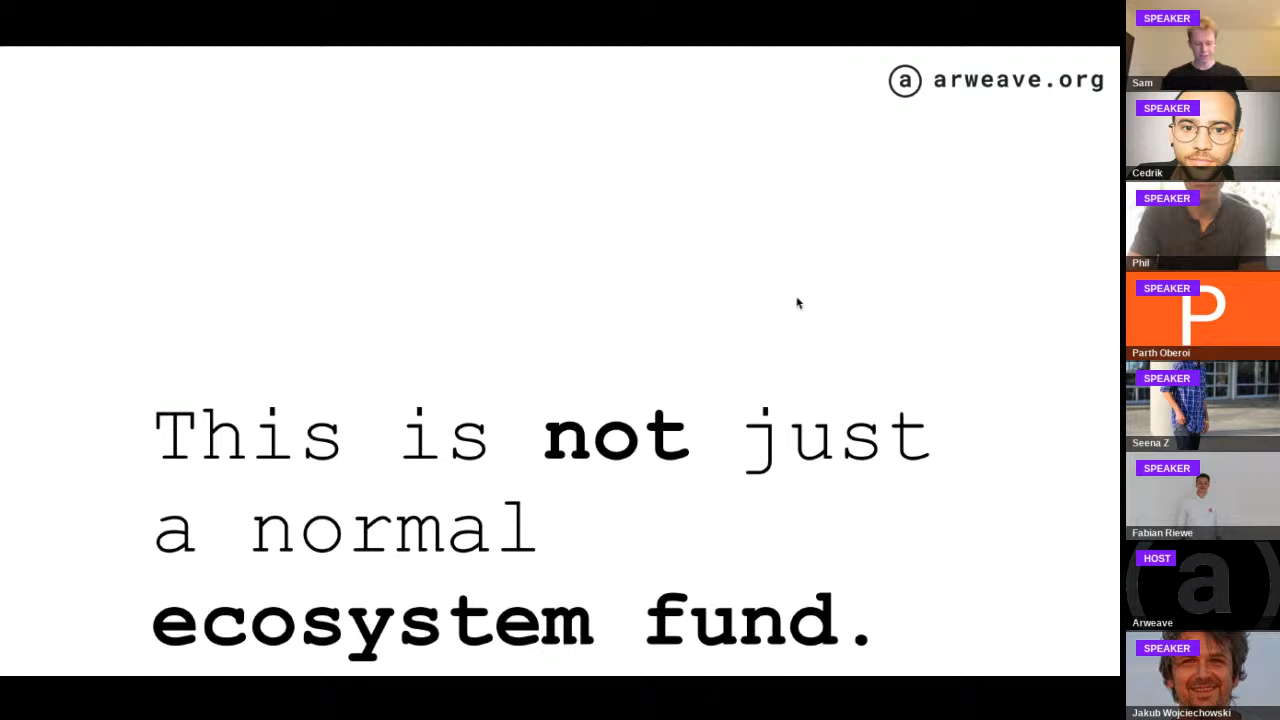 a arweave.org
This is not just
a normal
ecosystem fund.
SPEAKER
Sam
SPEAKER
Cedrik
SPEAKER
Phil
SPEAKER
P
Parth Oberoi
SPEAKER
Seena Z
SPEAKER
Fabian Riewe
HOST
a
Arweave
SPEAKER
Jakub Wojciechowski